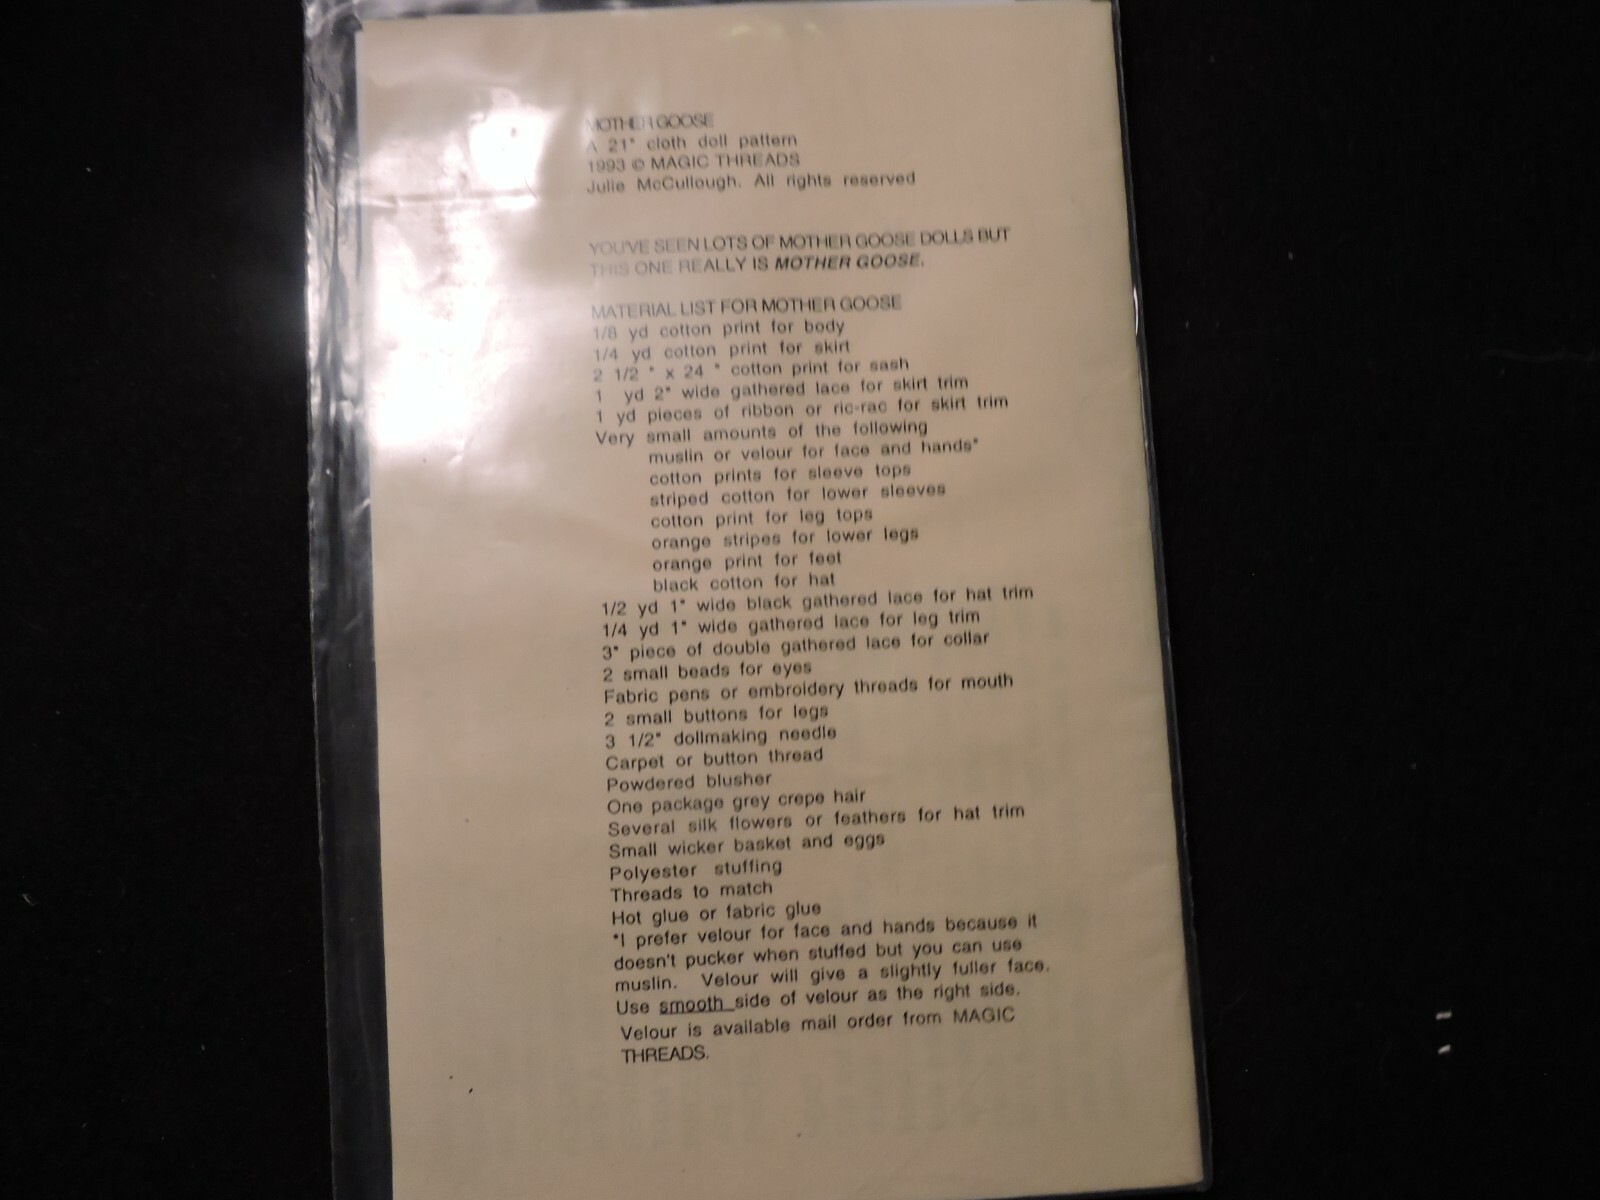 MOTHER GOOSE
A 21" cloth doll pattern
1993 © MAGIC THREADS
Julie McCullough. All rights reserved
YOU'VE SEEN LOTS OF MOTHER GOOSE DOLLS BUT
THIS ONE REALLY IS MOTHER GOOSE.
MATERIAL LIST FOR MOTHER GOOSE
1/8 yd cotton print for body
1/4 yd cotton print for skirt
2 1/2 " x 24 " cotton print for sash
1 yd 2" wide gathered lace for skirt trim
1 yd pieces of ribbon or ric-rac for skirt trim
Very small amounts of the following
muslin or velour for face and hands*
cotton prints for sleeve tops
striped cotton for lower sleeves
cotton print for leg tops
orange stripes for lower legs
orange print for feet
black cotton for hat
1/2 yd 1" wide black gathered lace for hat trim
1/4 yd 1" wide gathered lace for leg trim
3" piece of double gathered lace for collar
2 small beads for eyes
Fabric pens or embroidery threads for mouth
2 small buttons for legs
3 1/2" dollmaking needle
Carpet or button thread
Powdered blusher
One package grey crepe hair
Several silk flowers or feathers for hat trim
Small wicker basket and eggs
Polyester stuffing
Threads to match
Hot glue or fabric glue
*I prefer velour for face and hands because it
doesn't pucker when stuffed but you can use
muslin. Velour will give a slightly fuller face.
Use smooth side of velour as the right side.
Velour is available mail order from MAGIC
THREADS.